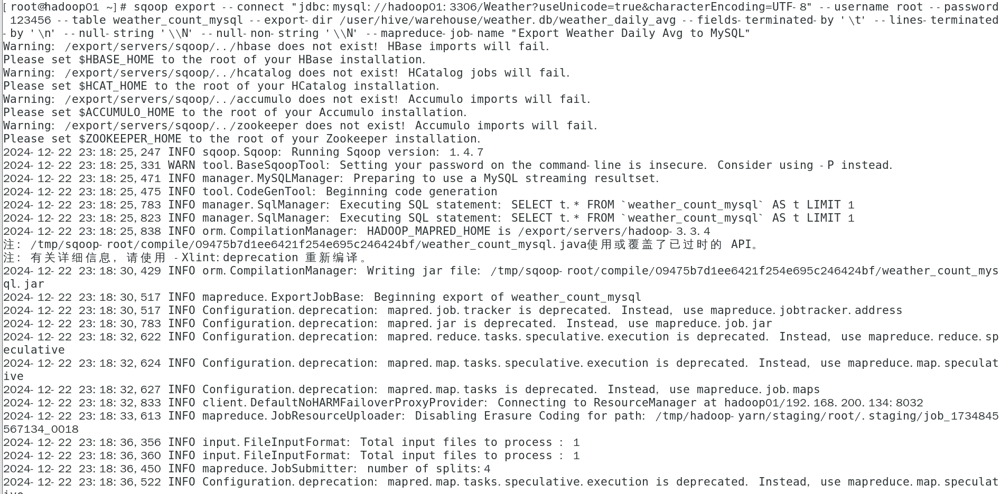 [root@hadoop01 ~]# sqoop export --connect "jdbc:mysql://hadoop01:3306/Weather?useUnicode=true&characterEncoding=UTF-8" --username root --password
 123456 --table weather_count_mysql --export-dir /user/hive/warehouse/weather.db/weather_daily_avg --fields-terminated-by '\t' --lines-terminated
-by '\n' --null-string '\\N' --null-non-string '\\N' --mapreduce-job-name "Export Weather Daily Avg to MySQL"
Warning: /export/servers/sqoop/../hbase does not exist! HBase imports will fail.
Please set $HBASE_HOME to the root of your HBase installation.
Warning: /export/servers/sqoop/../hcatalog does not exist! HCatalog jobs will fail.
Please set $HCAT_HOME to the root of your HCatalog installation.
Warning: /export/servers/sqoop/../accumulo does not exist! Accumulo imports will fail.
Please set $ACCUMULO_HOME to the root of your Accumulo installation.
Warning: /export/servers/sqoop/../zookeeper does not exist! Accumulo imports will fail.
Please set $ZOOKEEPER_HOME to the root of your Zookeeper installation.
2024-12-22 23:18:25,247 INFO sqoop.Sqoop: Running Sqoop version: 1.4.7
2024-12-22 23:18:25,331 WARN tool.BaseSqoopTool: Setting your password on the command-line is insecure. Consider using -P instead.
2024-12-22 23:18:25,471 INFO manager.MySQLManager: Preparing to use a MySQL streaming resultset.
2024-12-22 23:18:25,475 INFO tool.CodeGenTool: Beginning code generation
2024-12-22 23:18:25,783 INFO manager.SqlManager: Executing SQL statement: SELECT t.* FROM `weather_count_mysql` AS t LIMIT 1
2024-12-22 23:18:25,823 INFO manager.SqlManager: Executing SQL statement: SELECT t.* FROM `weather_count_mysql` AS t LIMIT 1
2024-12-22 23:18:25,838 INFO orm.CompilationManager: HADOOP_MAPRED_HOME is /export/servers/hadoop-3.3.4
注: /tmp/sqoop-root/compile/09475b7d1ee6421f254e695c246424bf/weather_count_mysql.java使用或覆盖了已过时的 API。
注: 有关详细信息, 请使用 -Xlint:deprecation 重新编译。
2024-12-22 23:18:30,429 INFO orm.CompilationManager: Writing jar file: /tmp/sqoop-root/compile/09475b7d1ee6421f254e695c246424bf/weather_count_mys
ql.jar
2024-12-22 23:18:30,517 INFO mapreduce.ExportJobBase: Beginning export of weather_count_mysql
2024-12-22 23:18:30,517 INFO Configuration.deprecation: mapred.job.tracker is deprecated. Instead, use mapreduce.jobtracker.address
2024-12-22 23:18:30,783 INFO Configuration.deprecation: mapred.jar is deprecated. Instead, use mapreduce.job.jar
2024-12-22 23:18:32,622 INFO Configuration.deprecation: mapred.reduce.tasks.speculative.execution is deprecated. Instead, use mapreduce.reduce.sp
eculative
2024-12-22 23:18:32,624 INFO Configuration.deprecation: mapred.map.tasks.speculative.execution is deprecated. Instead, use mapreduce.map.speculat
ive
2024-12-22 23:18:32,627 INFO Configuration.deprecation: mapred.map.tasks is deprecated. Instead, use mapreduce.job.maps
2024-12-22 23:18:32,833 INFO client.DefaultNoHARMFailoverProxyProvider: Connecting to ResourceManager at hadoop01/192.168.200.134:8032
2024-12-22 23:18:33,613 INFO mapreduce.JobResourceUploader: Disabling Erasure Coding for path: /tmp/hadoop-yarn/staging/root/.staging/job_1734845
567134_0018
2024-12-22 23:18:36,356 INFO input.FileInputFormat: Total input files to process : 1
2024-12-22 23:18:36,360 INFO input.FileInputFormat: Total input files to process : 1
2024-12-22 23:18:36,450 INFO mapreduce.JobSubmitter: number of splits:4
2024-12-22 23:18:36,522 INFO Configuration.deprecation: mapred.map.tasks.speculative.execution is deprecated. Instead, use mapreduce.map.speculat
ive